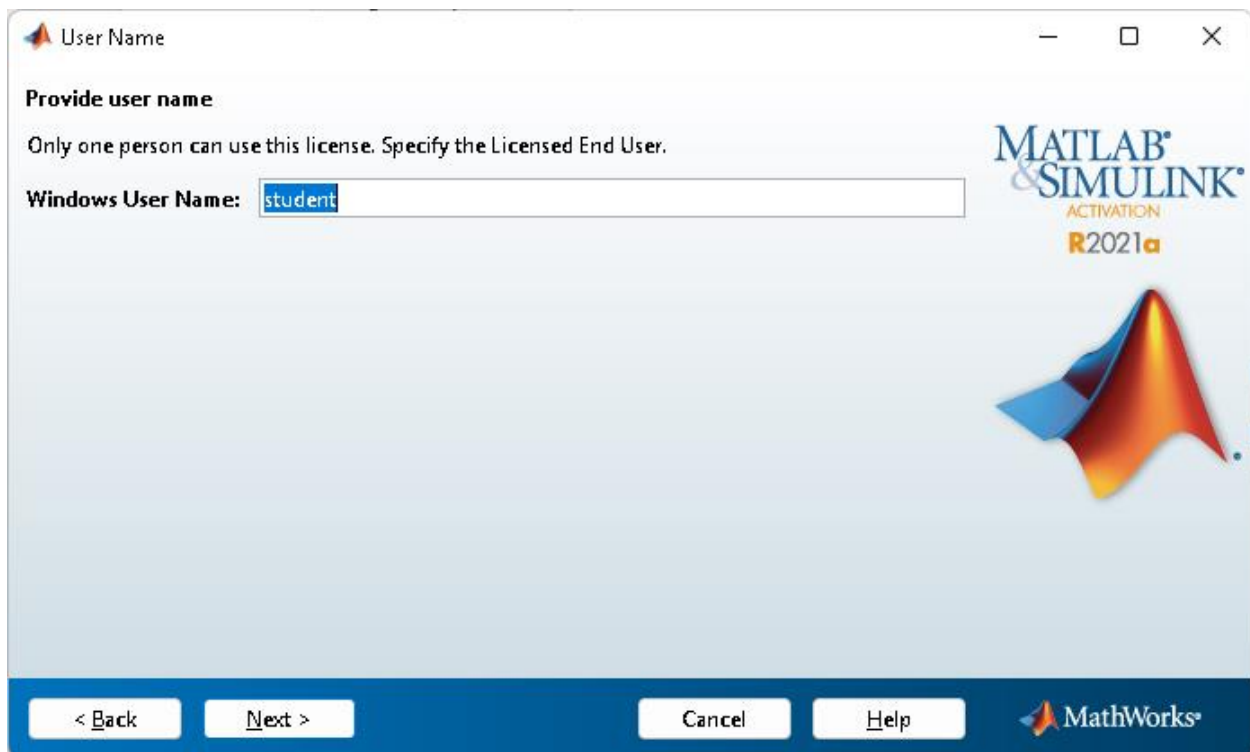 User Name
Provide user name
Only one person can use this license. Specify the Licensed End User.
Windows User Name: student
MATLAB®
&SIMULINK®
ACTIVATION
R2021a
< Back Next > Cancel Help MathWorks®